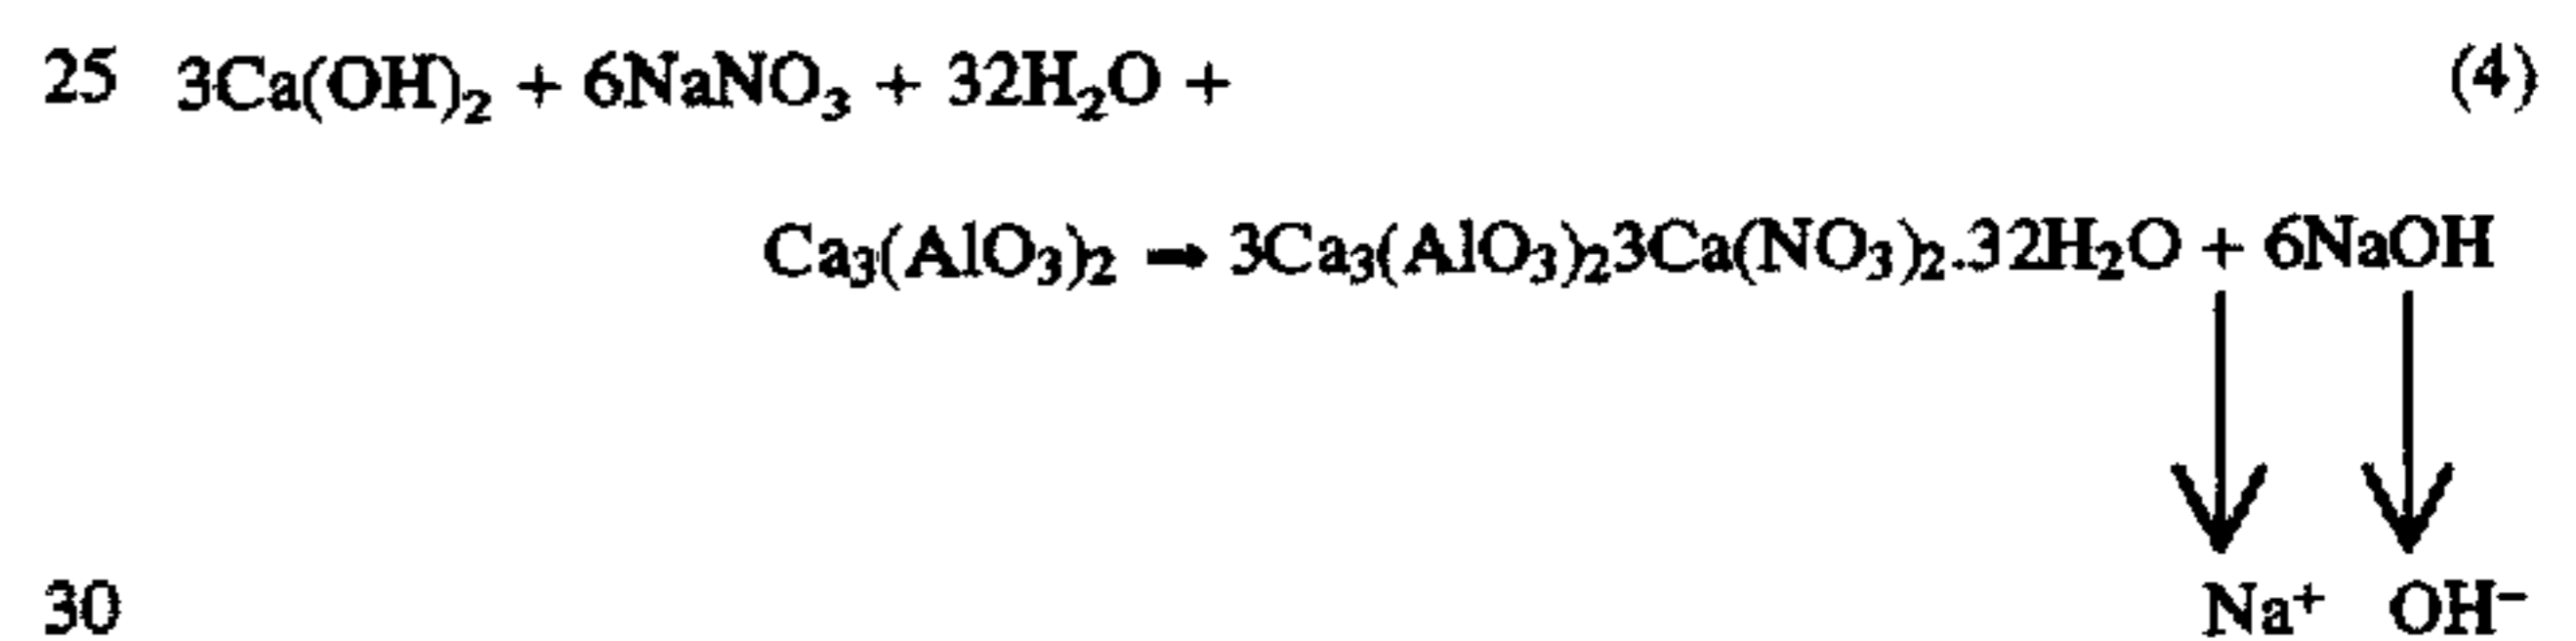 25 3Ca(OH)₂ + 6NaNO₃ + 32H₂O + (4)
Ca₃(AlO₃)₂ → 3Ca₃(AlO₃)₂3Ca(NO₃)₂.32H₂O + 6NaOH
30 Na⁺ OH⁻